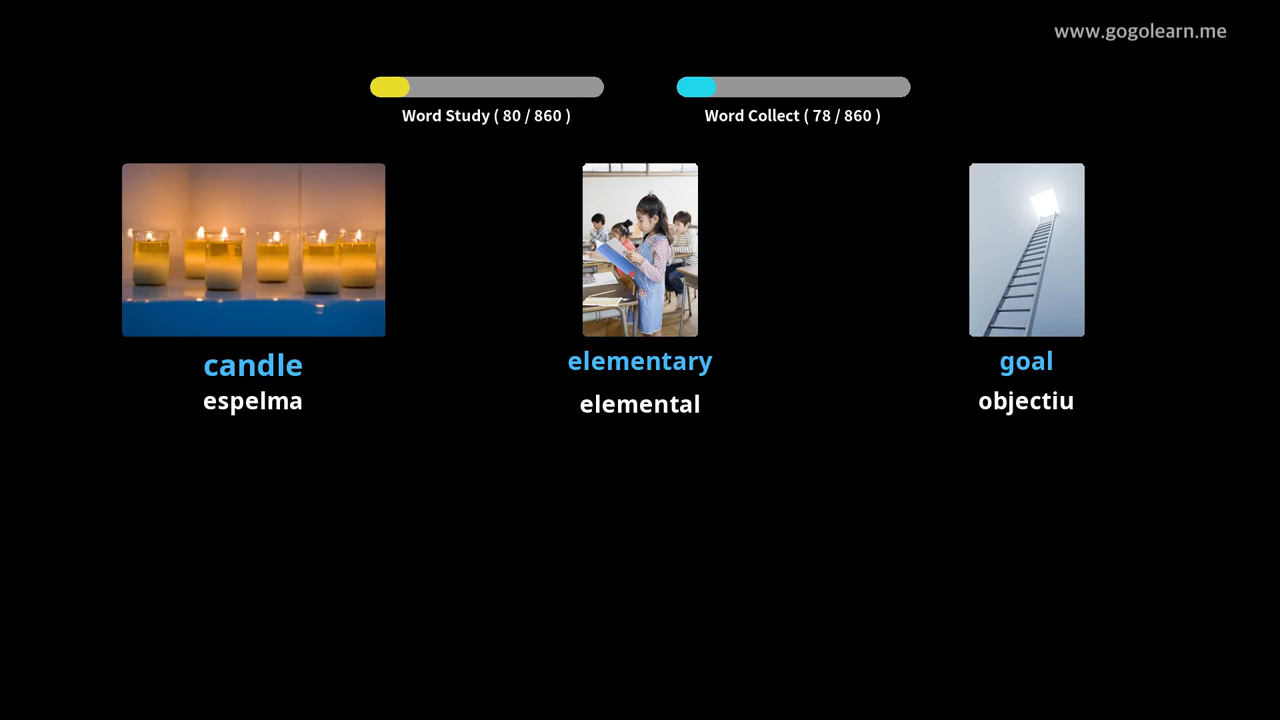 www.gogolearn.me
Word Study ( 80 / 860 )
Word Collect ( 78 / 860 )
candle
espelma
elementary
elemental
goal
objectiu